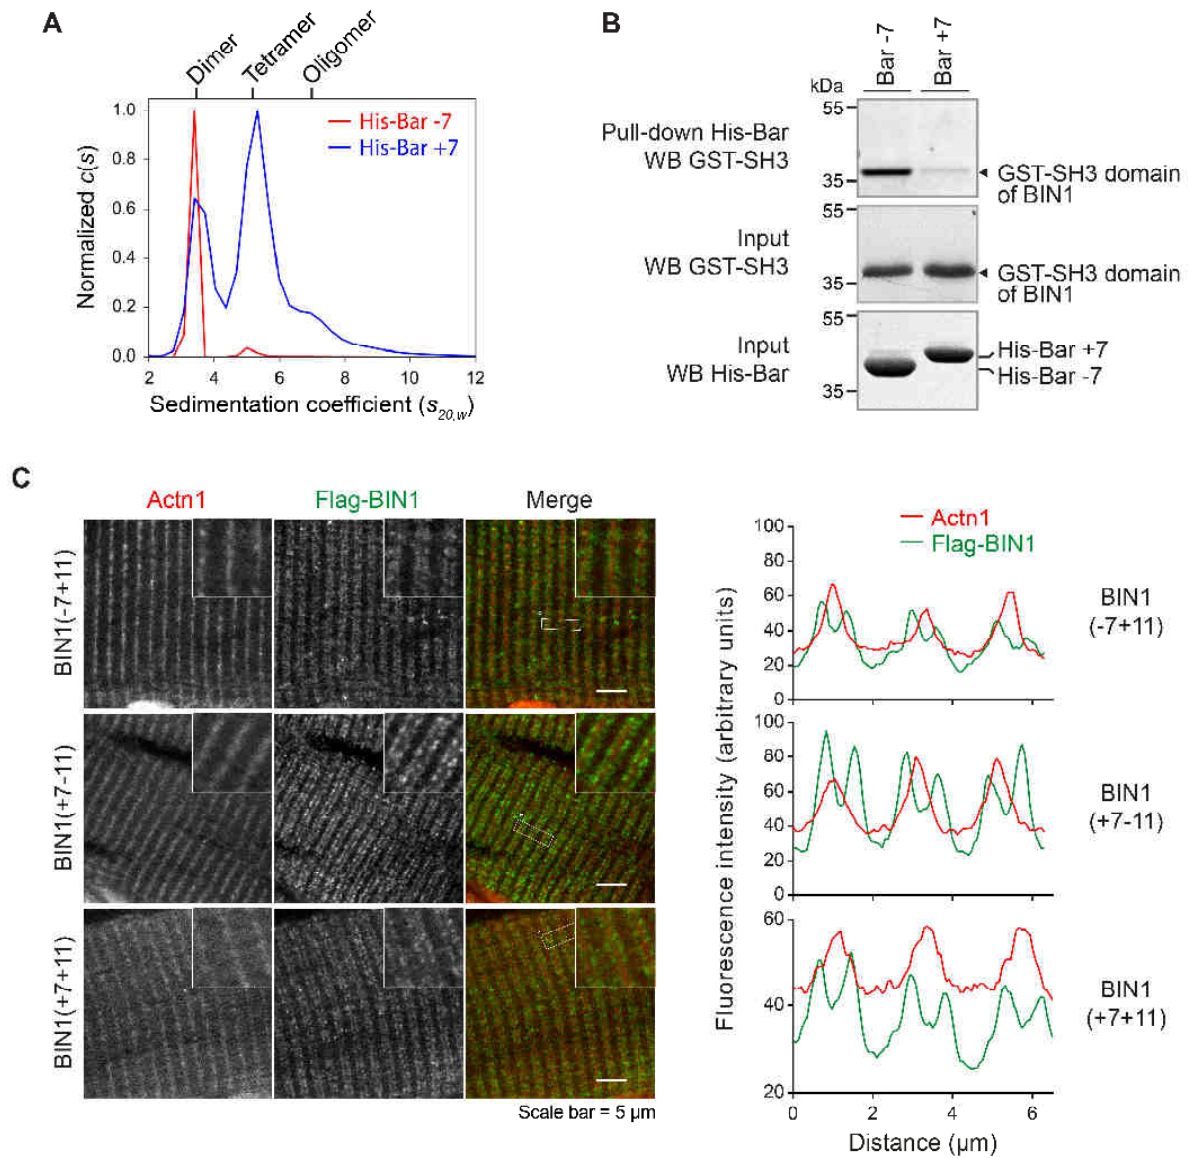 A
Dimer
Tetramer
Oligomer
His-Bar -7
His-Bar +7
Normalized c(s)
1.0
0.8
0.6
0.4
0.2
0.0
2 4 6 8 10 12
Sedimentation coefficient (s20,w)
B
Bar -7
Bar +7
kDa
55
Pull-down His-Bar
WB GST-SH3
35
GST-SH3 domain
of BIN1
55
Input
WB GST-SH3
35
GST-SH3 domain
of BIN1
55
Input
WB His-Bar
35
His-Bar +7
His-Bar -7
C
Actn1 Flag-BIN1 Merge
BIN1(-7+11)
BIN1(+7-11)
BIN1(+7+11)
Scale bar = 5 µm
Actn1
Flag-BIN1
Fluorescence intensity (arbitrary units)
100
80
60
40
20
0
BIN1
(-7+11)
100
80
60
40
20
0
BIN1
(+7-11)
60
40
20
BIN1
(+7+11)
0 2 4 6
Distance (µm)